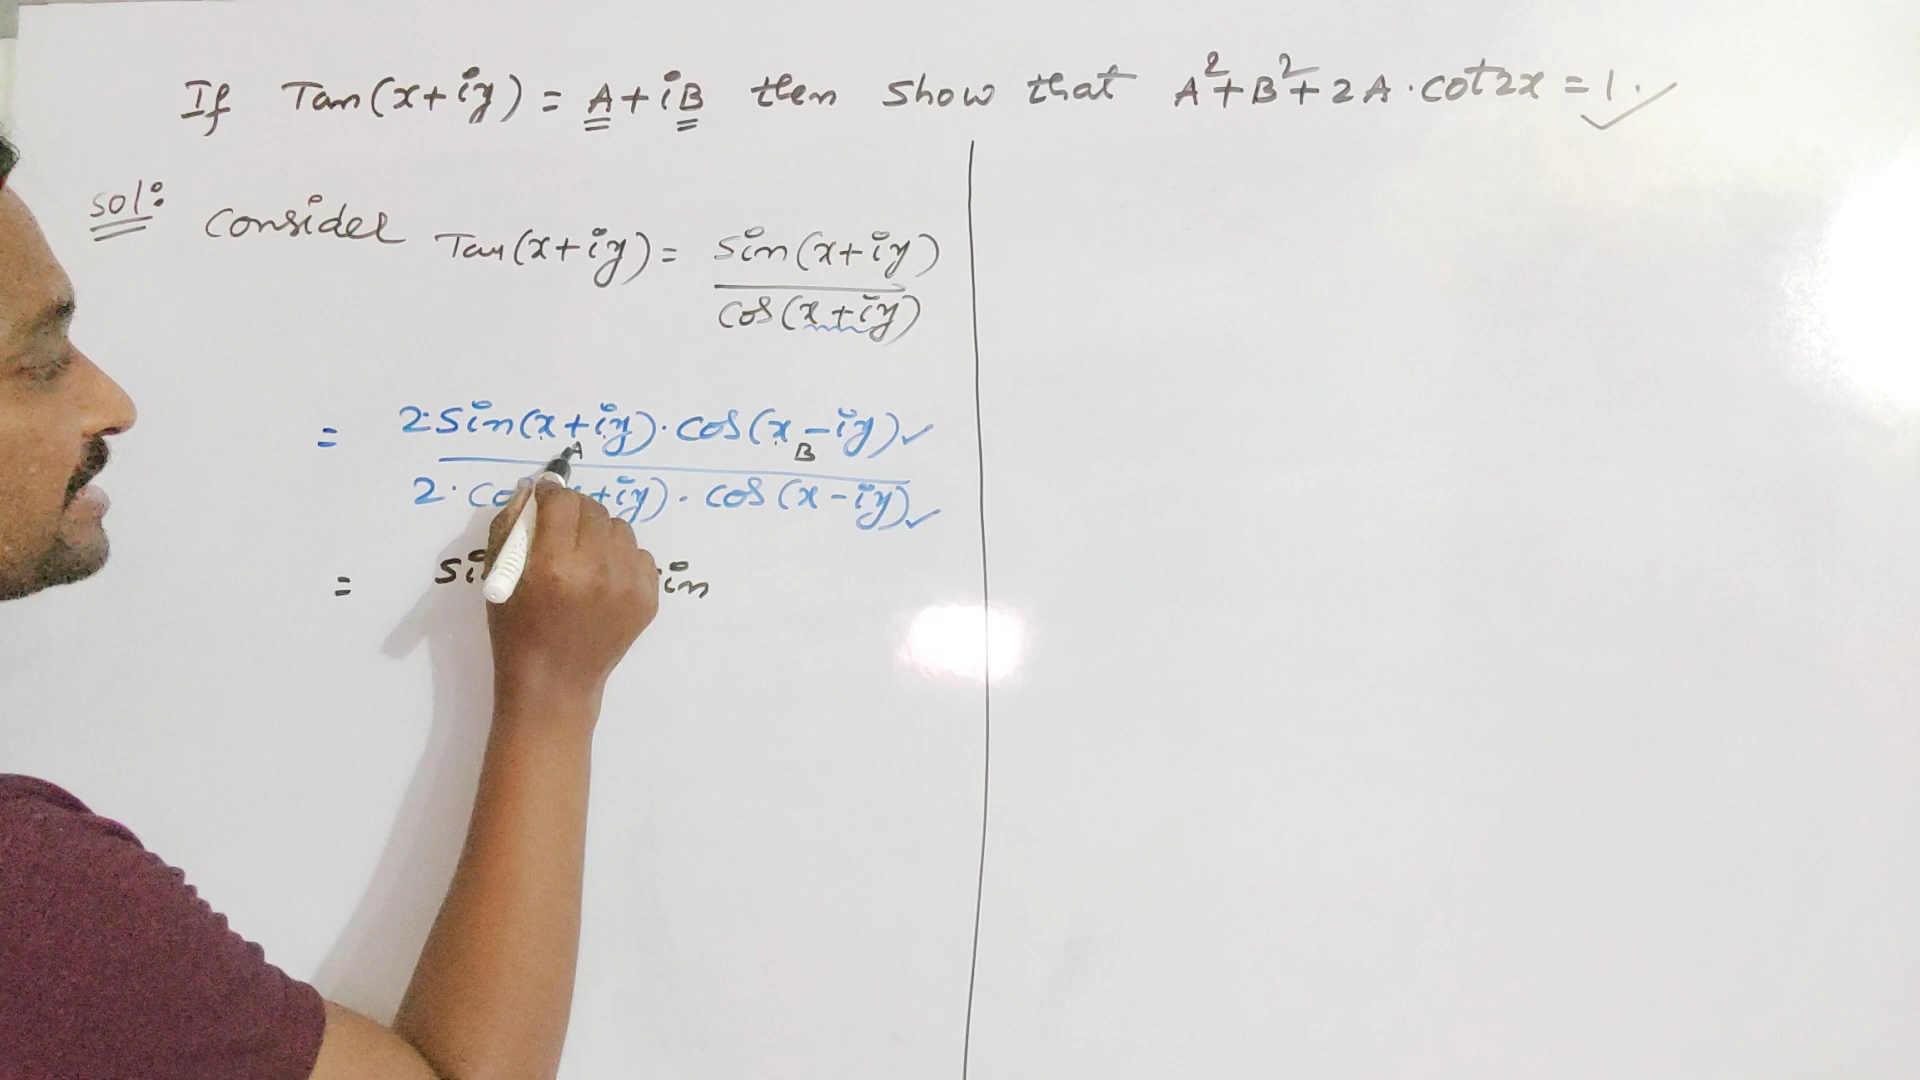 If Tan(x+iy) = A+iB then show that A²+B²+2A·cot2x = 1.
sol: consider Tan(x+iy) = sin(x+iy)
cos(x+iy)
= 2·sin(x+iy)·cos(x-iy)
A B
2· +iy)·cos(x-iy)
=